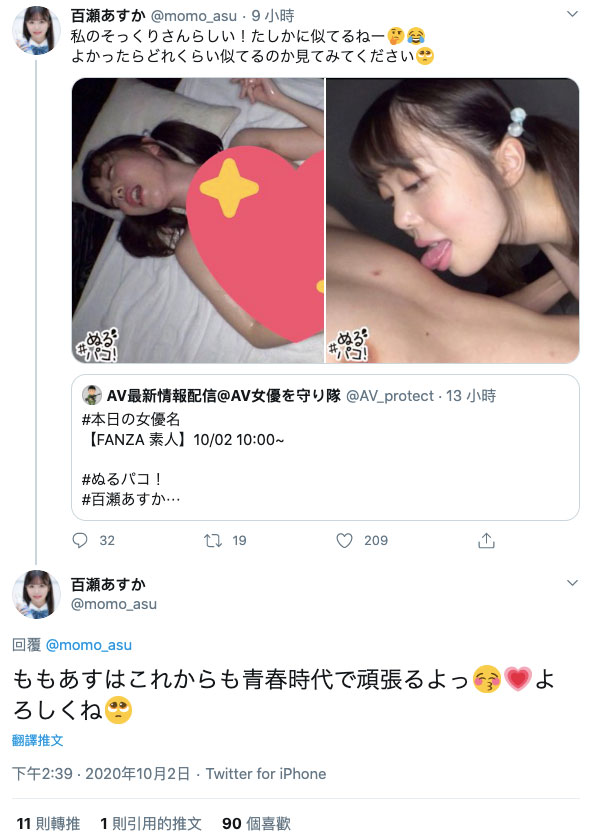 百瀬あすか @momo_asu · 9 小時
私のそっくりさんらしい！たしかに似てるねー🤔😂
よかったらどれくらい似てるのか見てみてください🥺
#ぬる
パコ!
#ぬる
パコ!
AV最新情報配信@AV女優を守り隊 @AV_protect · 13 小時
#本日の女優名
【FANZA 素人】10/02 10:00~
#ぬるパコ！
#百瀬あすか…
32 19 209
百瀬あすか
@momo_asu
回覆 @momo_asu
ももあすはこれからも青春時代で頑張るよっ😚💗よ
ろしくね🥺
翻譯推文
下午2:39 · 2020年10月2日 · Twitter for iPhone
11 則轉推 1 則引用的推文 90 個喜歡